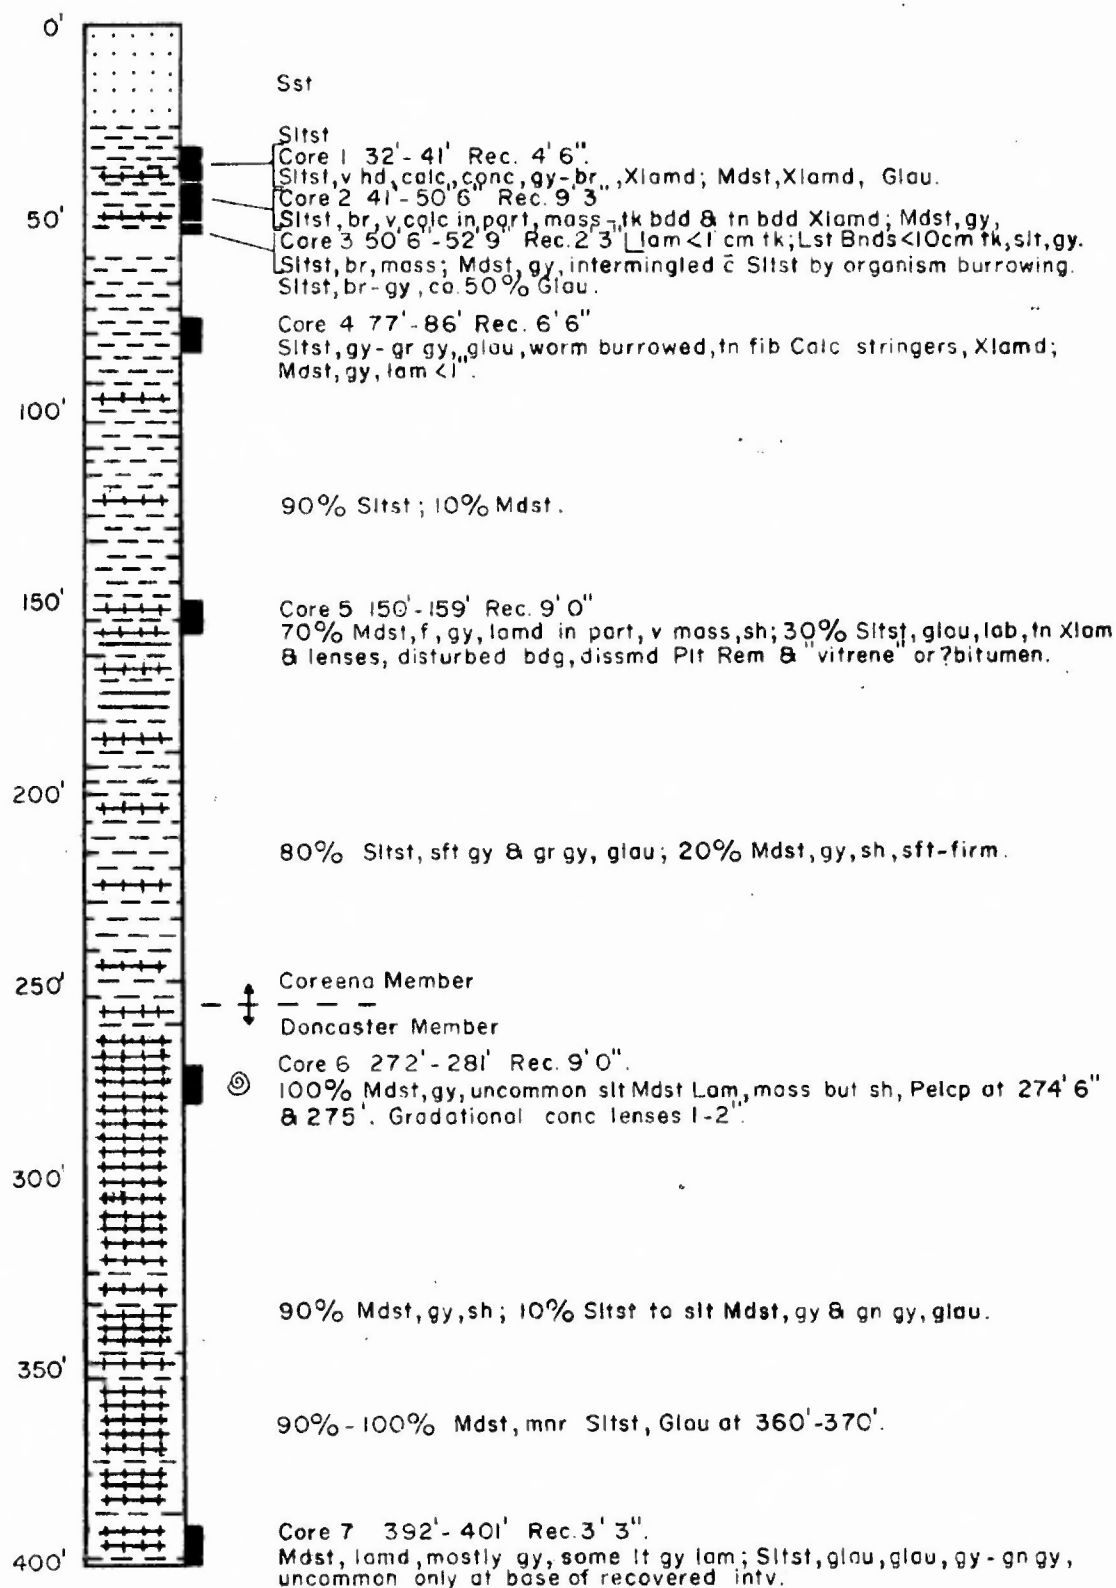 0'
Sst
Sltst
Core 1 32'-41' Rec. 4'6".
Sltst, v hd, calc, conc, gy-br, Xlamd; Mdst, Xlamd, Glau.
50'
Core 2 41'-50'6" Rec. 9'3"
Sltst, br, v calc in part, mass-tk bdd & tn bdd Xlamd; Mdst, gy,
Core 3 50'6"-52'9" Rec. 2'3" lam <1 cm tk; Lst Bnds <10cm tk, slt, gy.
Sltst, br, mass; Mdst, gy, intermingled c̄ Sltst by organism burrowing.
Sltst, br-gy, ca. 50% Glau.
Core 4 77'-86' Rec. 6'6"
Sltst, gy-gr gy, glau, worm burrowed, tn fib Calc stringers, Xlamd;
Mdst, gy, lam <1".
100'
90% Sltst; 10% Mdst.
150'
Core 5 150'-159' Rec. 9'0"
70% Mdst, f, gy, lamd in part, v mass, sh; 30% Sltst, glau, lab, tn Xlam
& lenses, disturbed bdg, dissmd Plt Rem & "vitrene" or ?bitumen.
200'
80% Sltst, sft gy & gr gy, glau; 20% Mdst, gy, sh, sft-firm.
250'
Coreena Member
Doncaster Member
Core 6 272'-281' Rec. 9'0".
100% Mdst, gy, uncommon slt Mdst Lam, mass but sh, Pelcp at 274'6"
& 275'. Gradational conc lenses 1-2".
300'
90% Mdst, gy, sh; 10% Sltst to slt Mdst, gy & gn gy, glau.
350'
90%-100% Mdst, mnr Sltst, Glau at 360'-370'.
Core 7 392'-401' Rec. 3'3".
400'
Mdst, lamd, mostly gy, some lt gy lam; Sltst, glau, glau, gy-gn gy,
uncommon only at base of recovered intv.